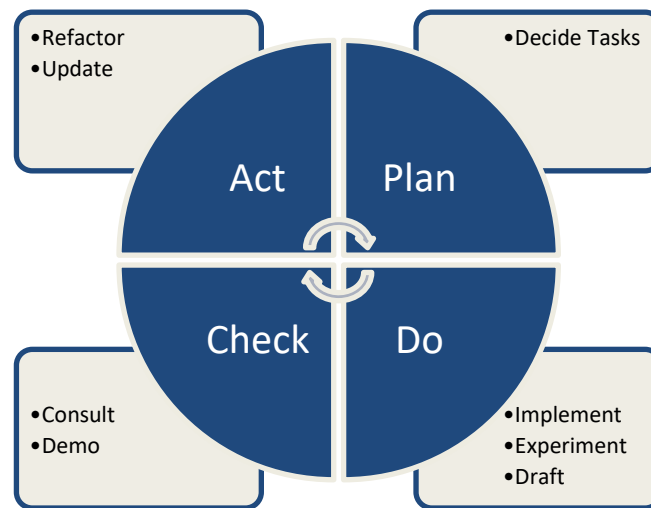 •Refactor
•Update
•Decide Tasks
Act
Plan
Check
Do
•Consult
•Demo
•Implement
•Experiment
•Draft